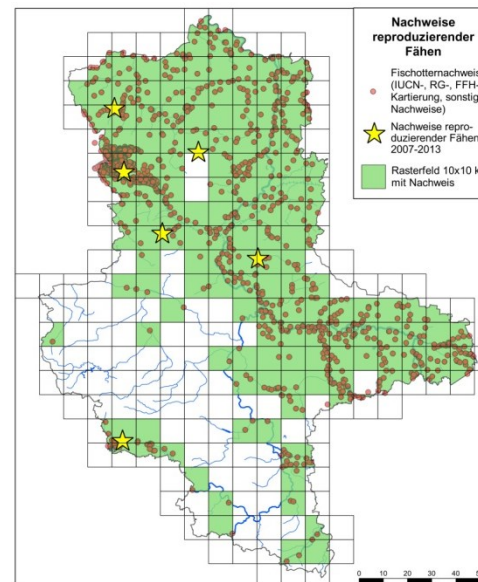 Nachweise
reproduzierender
Fähen
Fischotternachweis
(IUCN-, RG-, FFH-
Kartierung, sonstig
Nachweise)
Nachweise repro-
duzierender Fähen
2007-2013
Rasterfeld 10x10 k
mit Nachweis
0 10 20 30 40 50